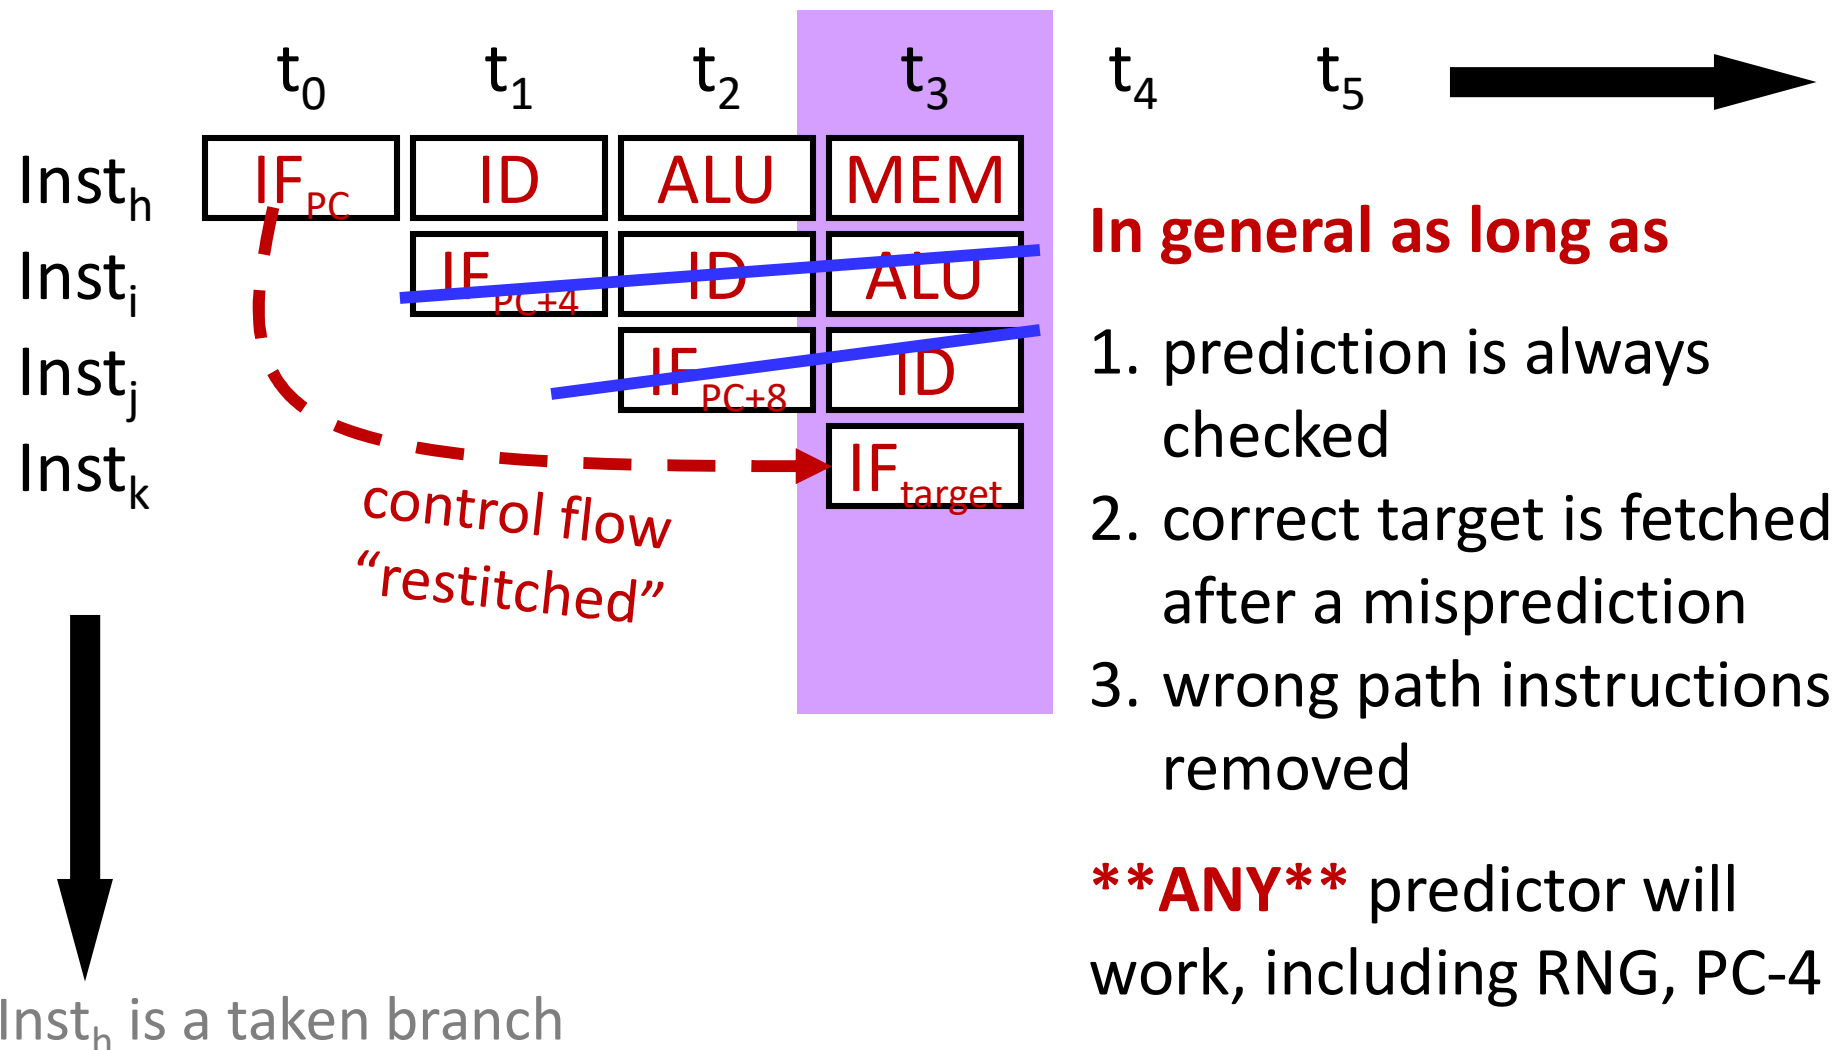 t0 t1 t2 t3 t4 t5
Insth IFPC ID ALU MEM
Insti IFPC+4 ID ALU
Instj IFPC+8 ID
Instk IFtarget
control flow
“restitched”
In general as long as
1. prediction is always
checked
2. correct target is fetched
after a misprediction
3. wrong path instructions
removed
**ANY** predictor will
work, including RNG, PC-4
Insth is a taken branch